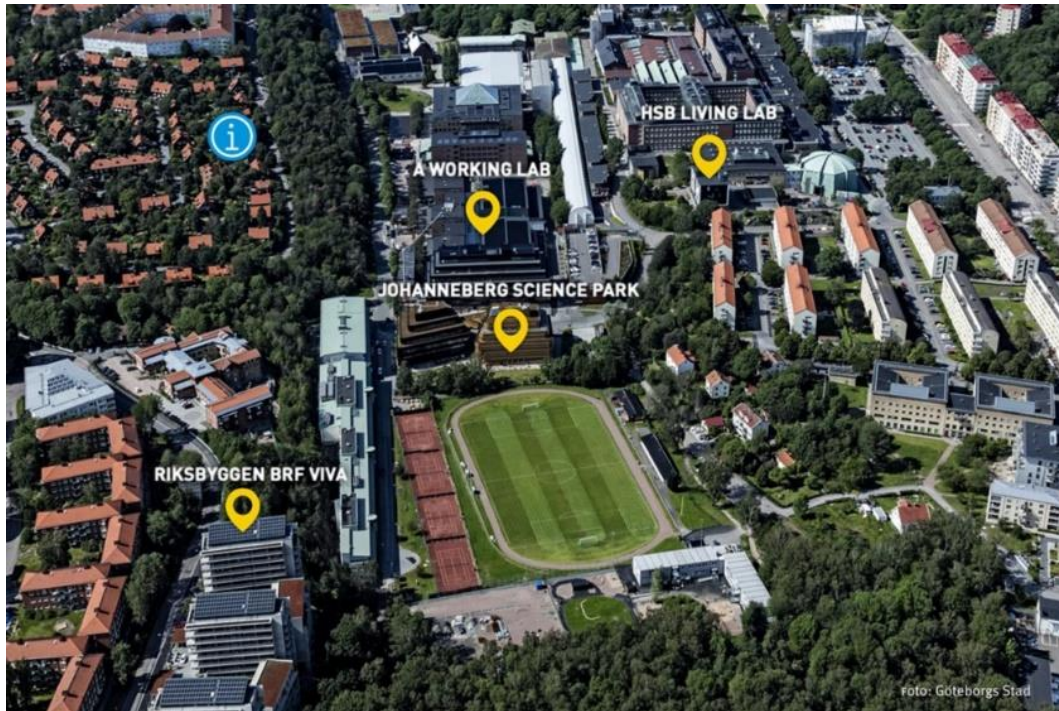 HSB LIVING LAB
A WORKING LAB
JOHANNEBERG SCIENCE PARK
RIKSBYGGEN BRF VIVA
i
Foto: Göteborgs Stad